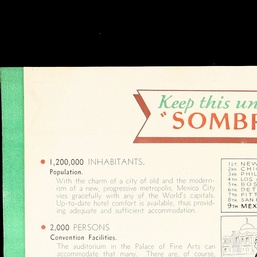 Keep this un
"SOMBR
• 1,200,000 INHABITANTS.
Population.
With the charm of a city of old and the modern-
ism of a new, progressive metropolis, Mexico City
vies gracefully with any of the World's capitals.
Up-to-date hotel comfort is available, thus provid-
ing adequate and sufficient accommodation.
• 2,000 PERSONS
Convention Facilities.
The auditorium in the Palace of Fine Arts can
accommodate that many. There are, of course,
1st NEW
2nd CHI
3rd PHIL
4th LOS
5th BOS
6th DET
7th PITT
8th SAN
9th MEX